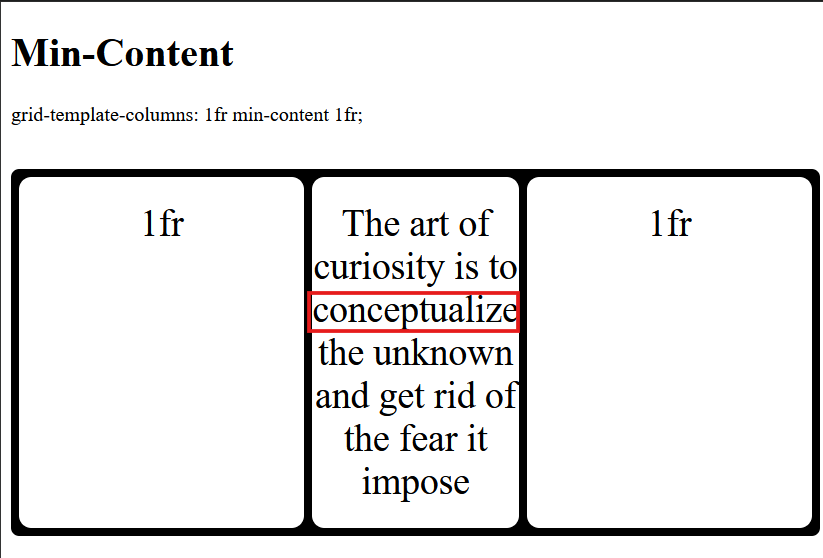 Min-Content
grid-template-columns: 1fr min-content 1fr;
1fr
The art of
curiosity is to
conceptualize
the unknown
and get rid of
the fear it
impose
1fr